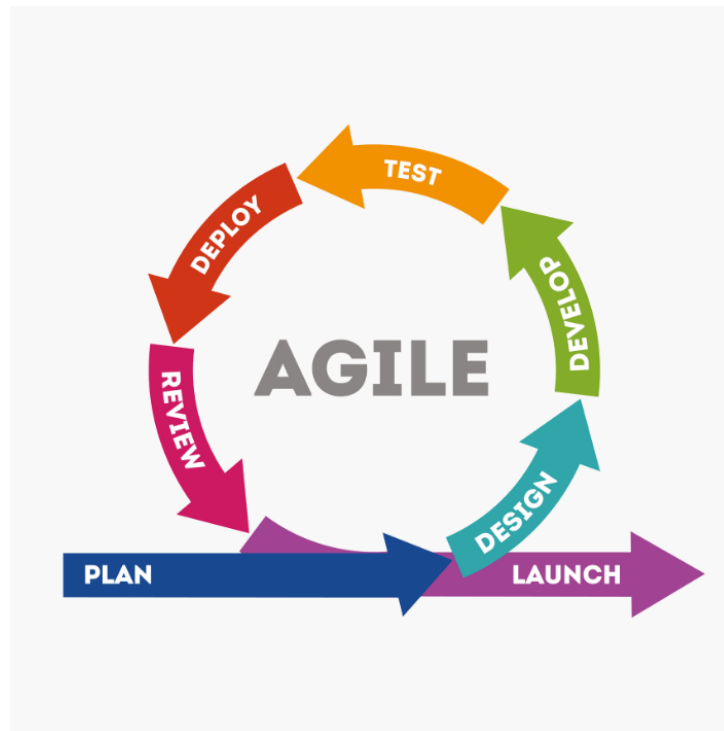 TEST
DEPLOY
DEVELOP
AGILE
REVIEW
DESIGN
PLAN
LAUNCH